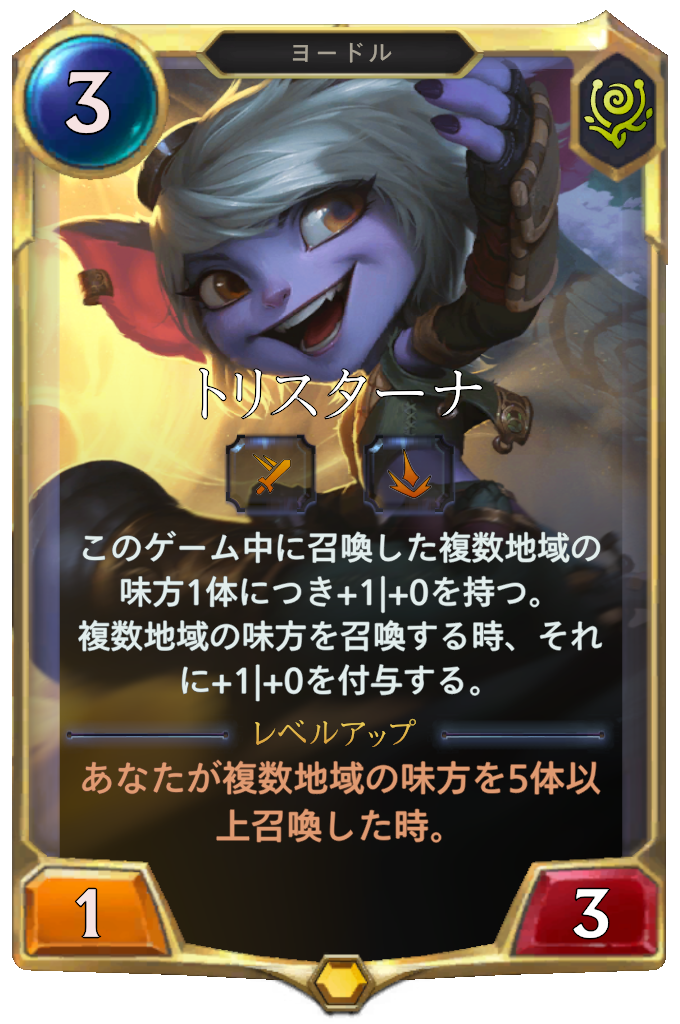 ヨードル
3
トリスターナ
このゲーム中に召喚した複数地域の
味方1体につき+1|+0を持つ。
複数地域の味方を召喚する時、それ
に+1|+0を付与する。
レベルアップ
あなたが複数地域の味方を5体以
上召喚した時。
1
3